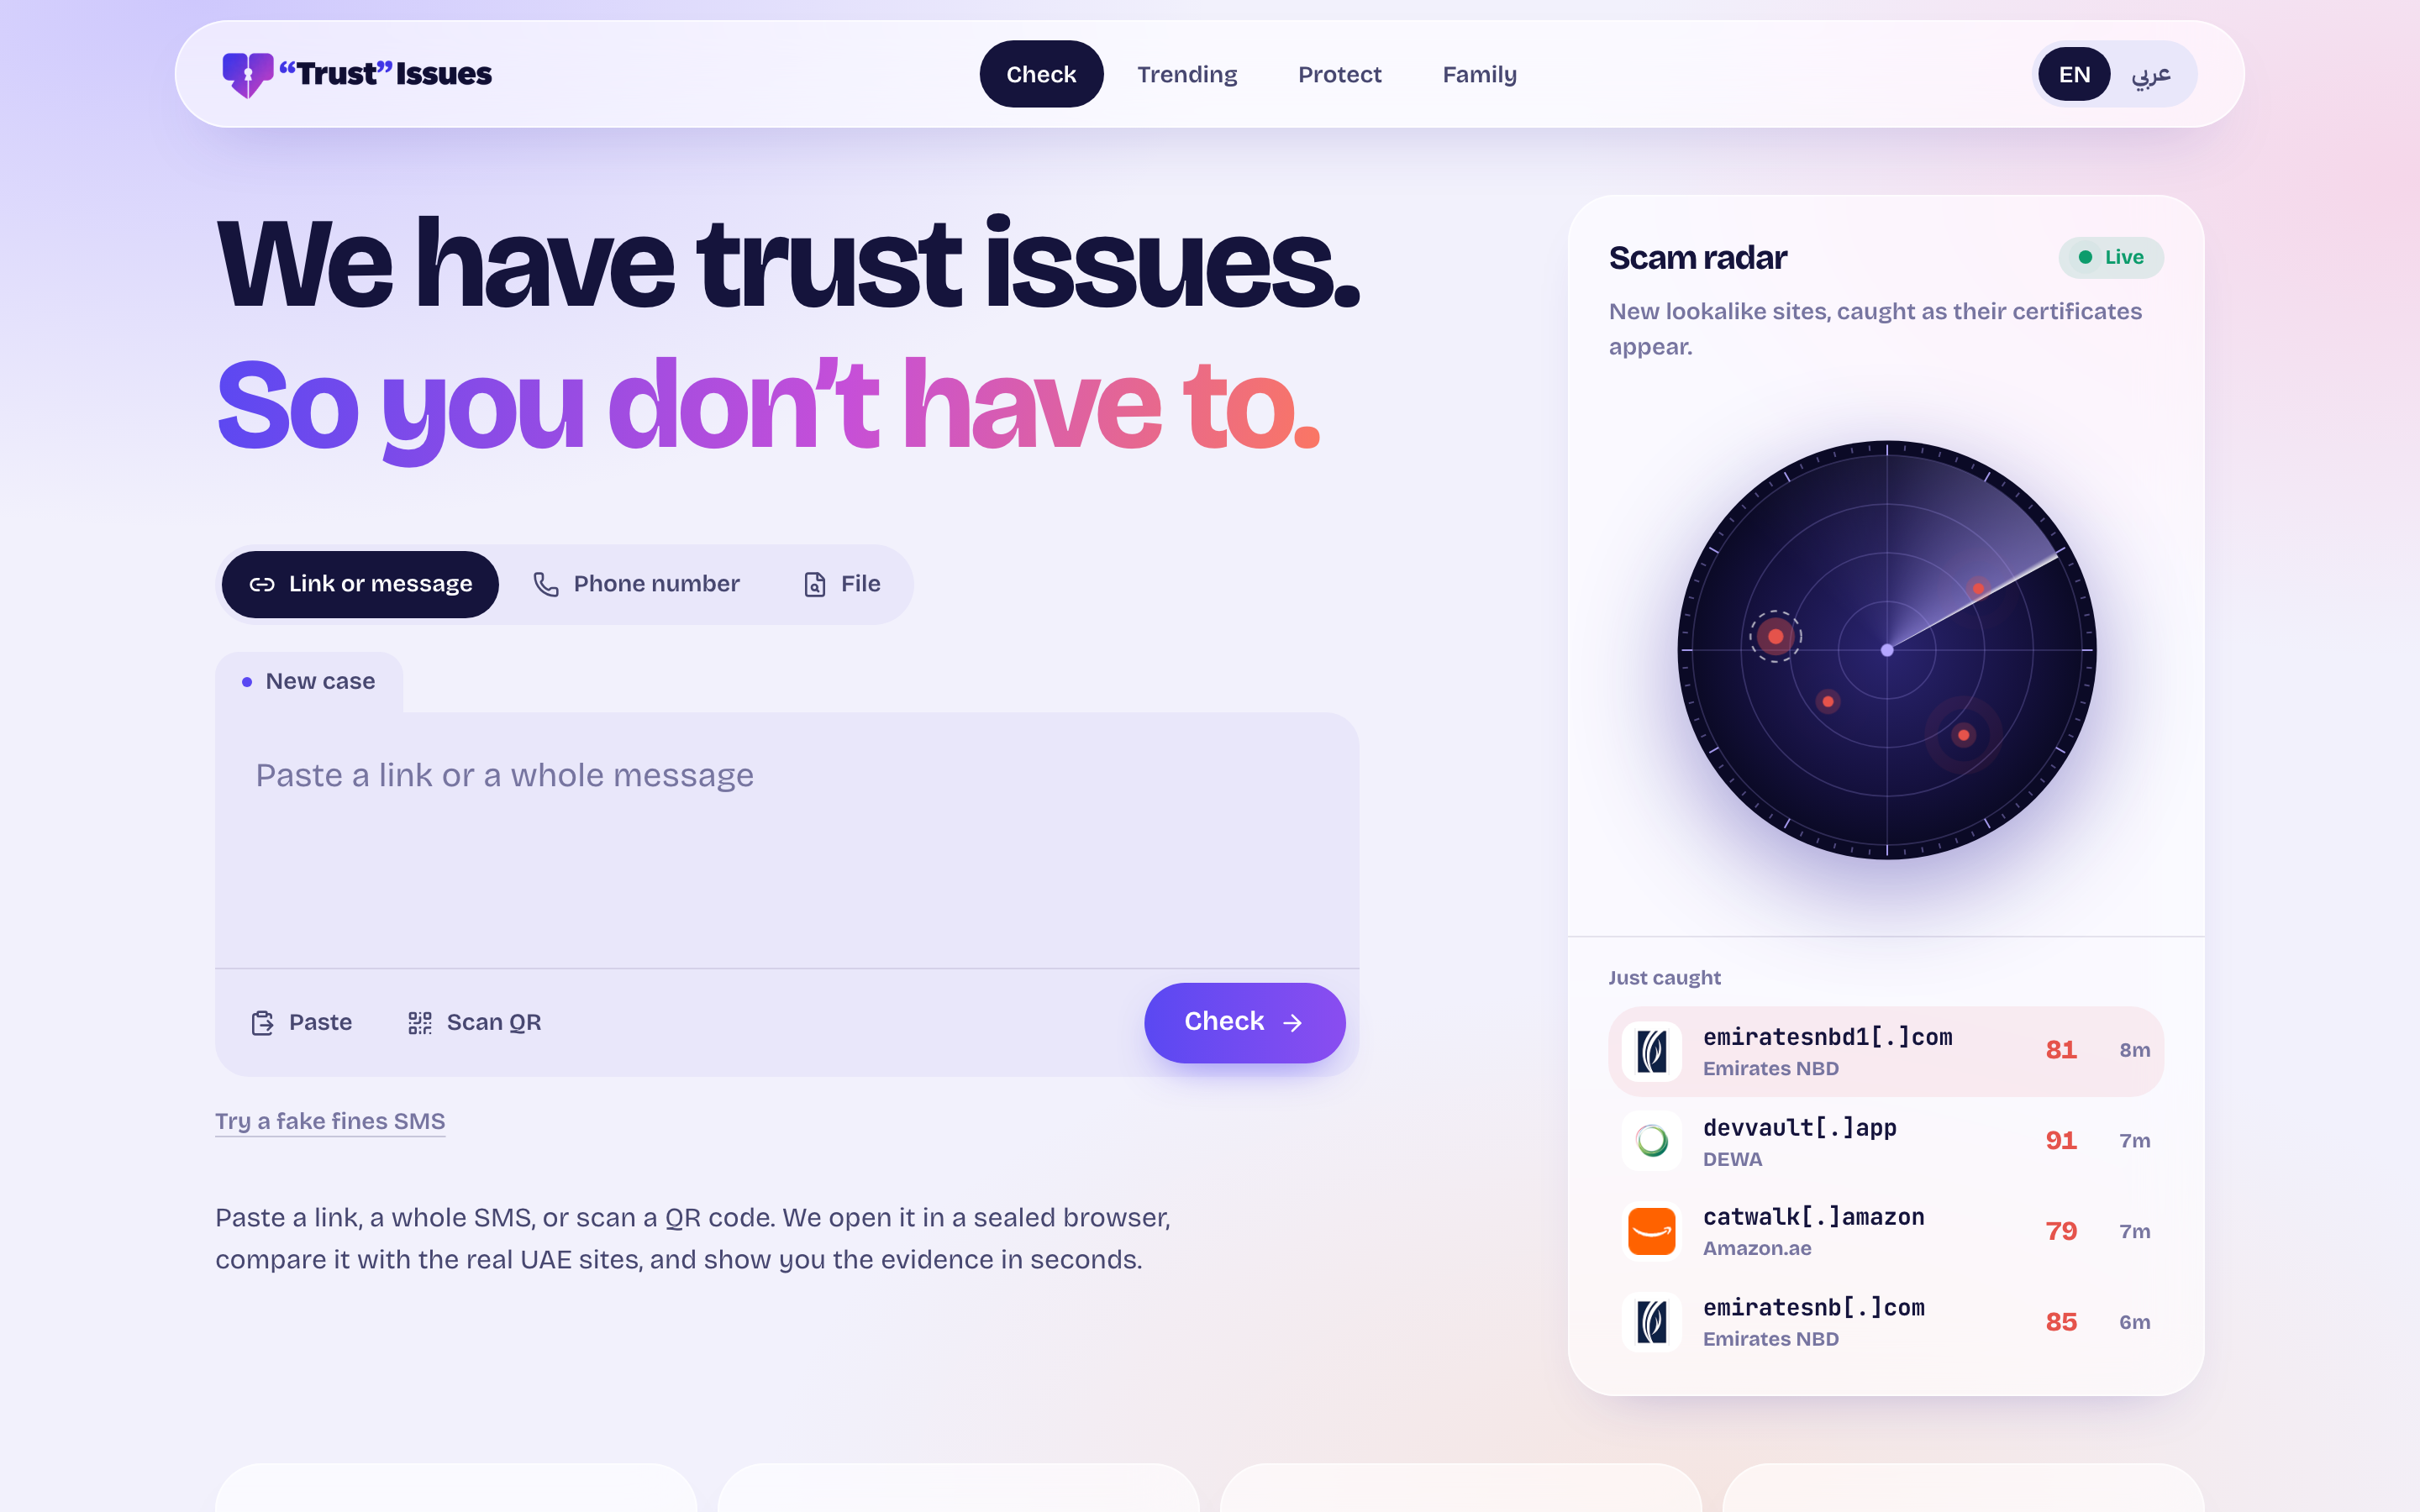 “Trust” Issues
Check
Trending
Protect
Family
EN
عربي
We have trust issues.
So you don’t have to.
Link or message
Phone number
File
New case
Paste a link or a whole message
Paste
Scan QR
Check
Try a fake fines SMS
Paste a link, a whole SMS, or scan a QR code. We open it in a sealed browser,
compare it with the real UAE sites, and show you the evidence in seconds.
Scam radar
Live
New lookalike sites, caught as their certificates
appear.
Just caught
emiratesnbd1[.]com
Emirates NBD
81
8m
devvault[.]app
DEWA
91
7m
catwalk[.]amazon
Amazon.ae
79
7m
emiratesnb[.]com
Emirates NBD
85
6m